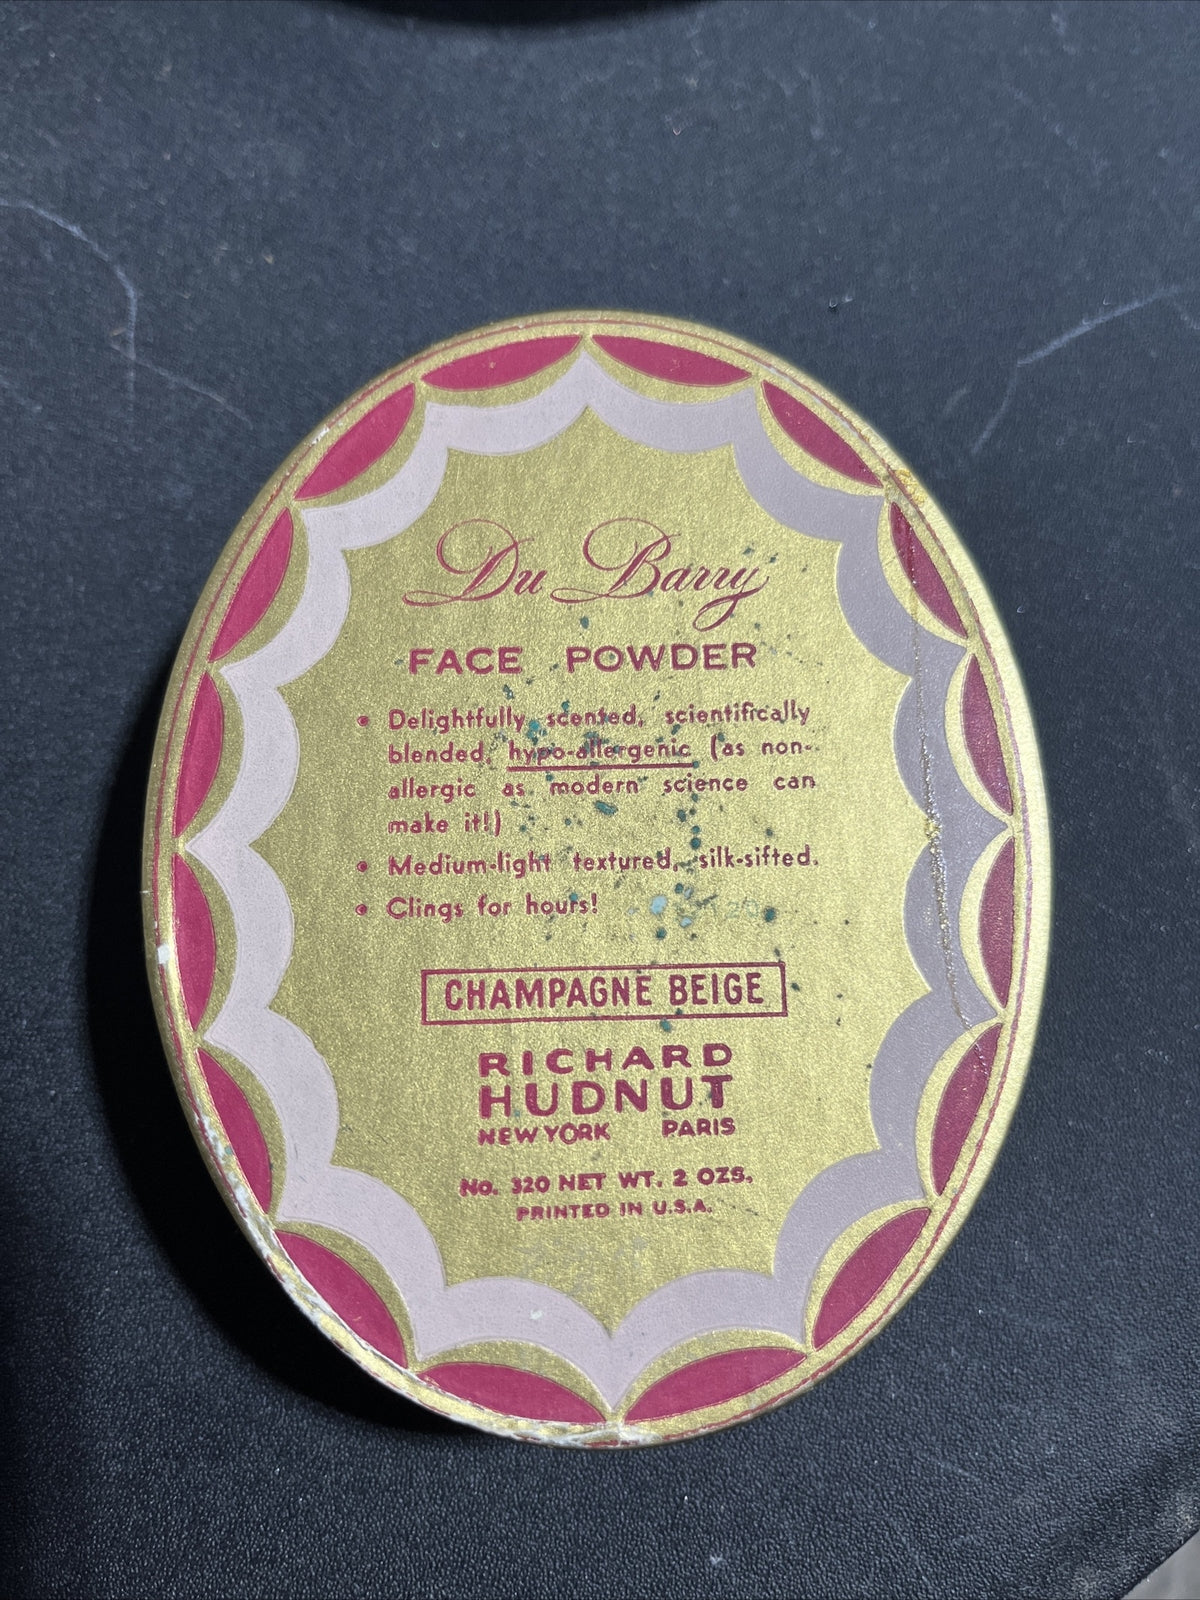 Du Barry
FACE POWDER
• Delightfully scented, scientifically
blended, hypo-allergenic (as non-
allergic as modern science can
make it!)
• Medium-light textured, silk-sifted.
• Clings for hours!
CHAMPAGNE BEIGE
RICHARD
HUDNUT
NEW YORK PARIS
No. 320 NET WT. 2 OZS.
PRINTED IN U.S.A.